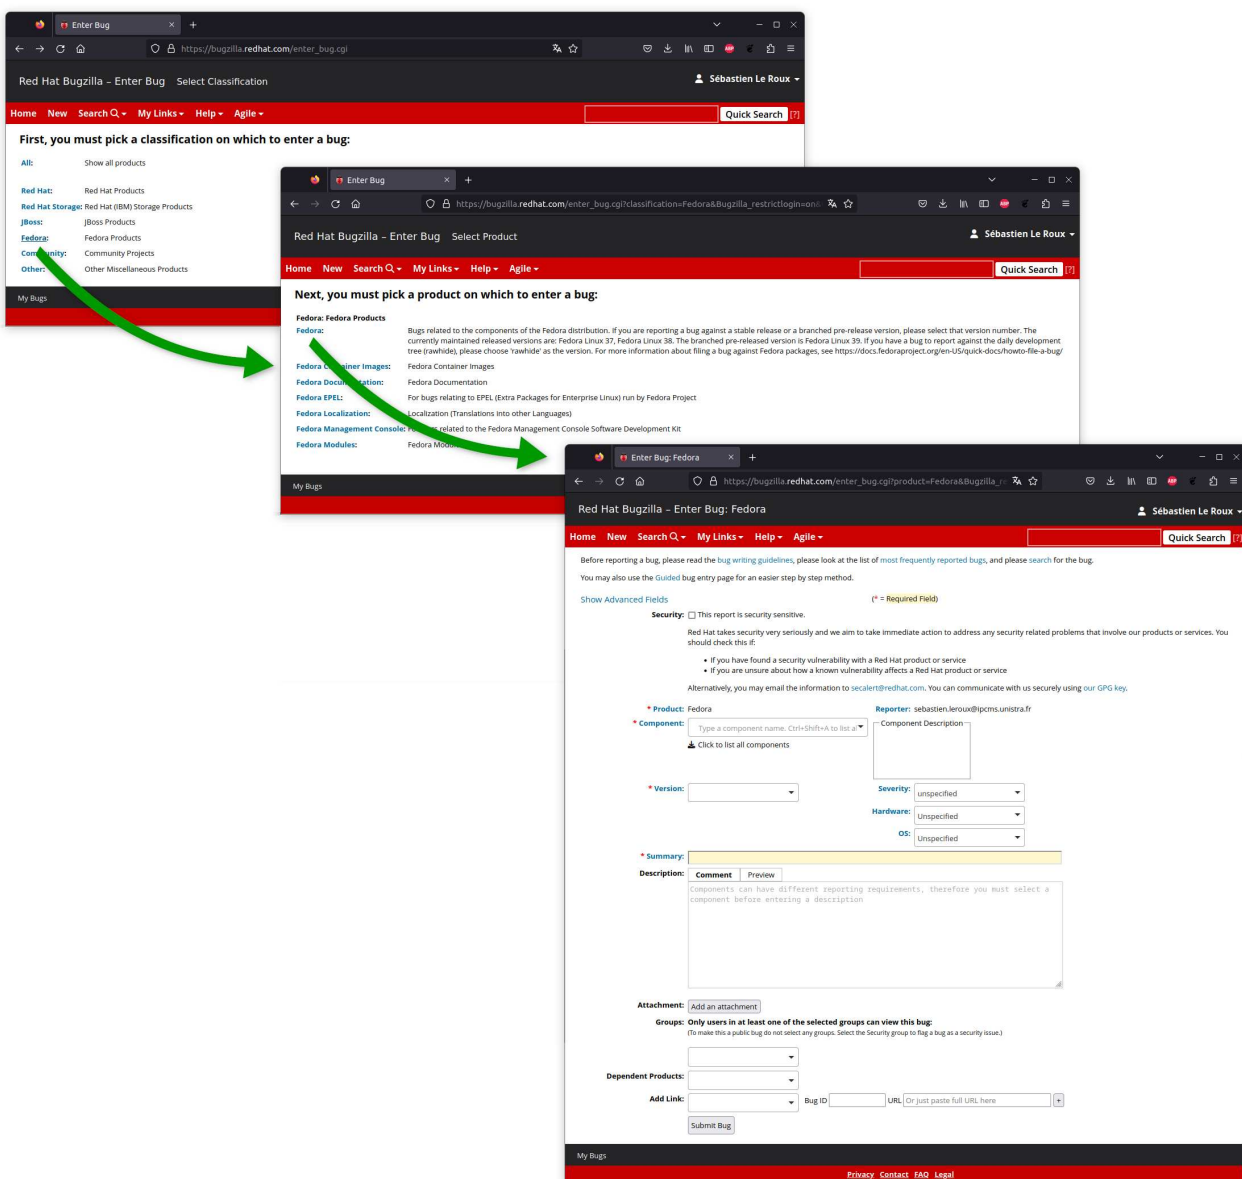 Enter Bug × +
https://bugzilla.redhat.com/enter_bug.cgi
Red Hat Bugzilla – Enter Bug Select Classification
Sébastien Le Roux
Home New Search My Links Help Agile
Quick Search [?]
First, you must pick a classification on which to enter a bug:
All: Show all products
Red Hat: Red Hat Products
Red Hat Storage: Red Hat (IBM) Storage Products
JBoss: JBoss Products
Fedora: Fedora Products
Community: Community Projects
Other: Other Miscellaneous Products
My Bugs
Enter Bug × +
https://bugzilla.redhat.com/enter_bug.cgi?classification=Fedora&Bugzilla_restrictlogin=on&
Red Hat Bugzilla – Enter Bug Select Product
Sébastien Le Roux
Home New Search My Links Help Agile
Quick Search [?]
Next, you must pick a product on which to enter a bug:
Fedora: Fedora Products
Fedora: Bugs related to the components of the Fedora distribution. If you are reporting a bug against a stable release or a branched pre-release version, please select that version number. The
currently maintained released versions are: Fedora Linux 37, Fedora Linux 38. The branched pre-released version is Fedora Linux 39. If you have a bug to report against the daily development
tree (rawhide), please choose 'rawhide' as the version. For more information about filing a bug against Fedora packages, see https://docs.fedoraproject.org/en-US/quick-docs/howto-file-a-bug/
Fedora Container Images: Fedora Container Images
Fedora Documentation: Fedora Documentation
Fedora EPEL: For bugs relating to EPEL (Extra Packages for Enterprise Linux) run by Fedora Project
Fedora Localization: Localization (Translations into other Languages)
Fedora Management Console: related to the Fedora Management Console Software Development Kit
Fedora Modules: Fedora
My Bugs
Enter Bug: Fedora × +
https://bugzilla.redhat.com/enter_bug.cgi?product=Fedora&Bugzilla_r
Red Hat Bugzilla – Enter Bug: Fedora
Sébastien Le Roux
Home New Search My Links Help Agile
Quick Search [?]
Before reporting a bug, please read the bug writing guidelines, please look at the list of most frequently reported bugs, and please search for the bug.
You may also use the Guided bug entry page for an easier step by step method.
Show Advanced Fields (* = Required Field)
Security: This report is security sensitive.
Red Hat takes security very seriously and we aim to take immediate action to address any security related problems that involve our products or services. You
should check this if:
• If you have found a security vulnerability with a Red Hat product or service
• If you are unsure about how a known vulnerability affects a Red Hat product or service
Alternatively, you may email the information to secalert@redhat.com. You can communicate with us securely using our GPG key.
* Product: Fedora Reporter: sebastien.leroux@ipcms.unistra.fr
* Component: Type a component name. Ctrl+Shift+A to list al Component Description
Click to list all components
* Version: Severity: unspecified
Hardware: Unspecified
OS: Unspecified
* Summary:
Description: Comment Preview
Components can have different reporting requirements, therefore you must select a
component before entering a description
Attachment: Add an attachment
Groups: Only users in at least one of the selected groups can view this bug:
(To make this a public bug do not select any groups. Select the Security group to flag a bug as a security issue.)
Dependent Products:
Add Link: Bug ID URL Or just paste full URL here +
Submit Bug
My Bugs
Privacy Contact FAQ Legal